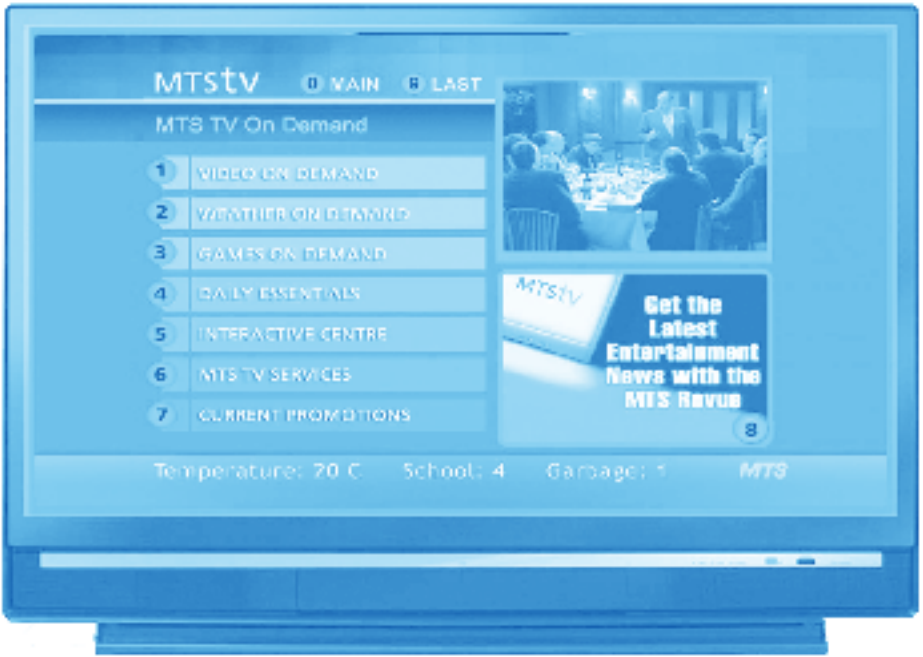 MTStv 0 MAIN LAST
MTS TV On Demand
1 VIDEO ON DEMAND
2 WEATHER ON DEMAND
3 GAMES ON DEMAND
4 DAILY ESSENTIALS
5 INTERACTIVE CENTRE
6 MTS TV SERVICES
7 CURRENT PROMOTIONS
MTStv
Get the
Latest
Entertainment
News with the
MTS Revue
8
Temperature: 20 C School: 4 Garbage: 1 MTS